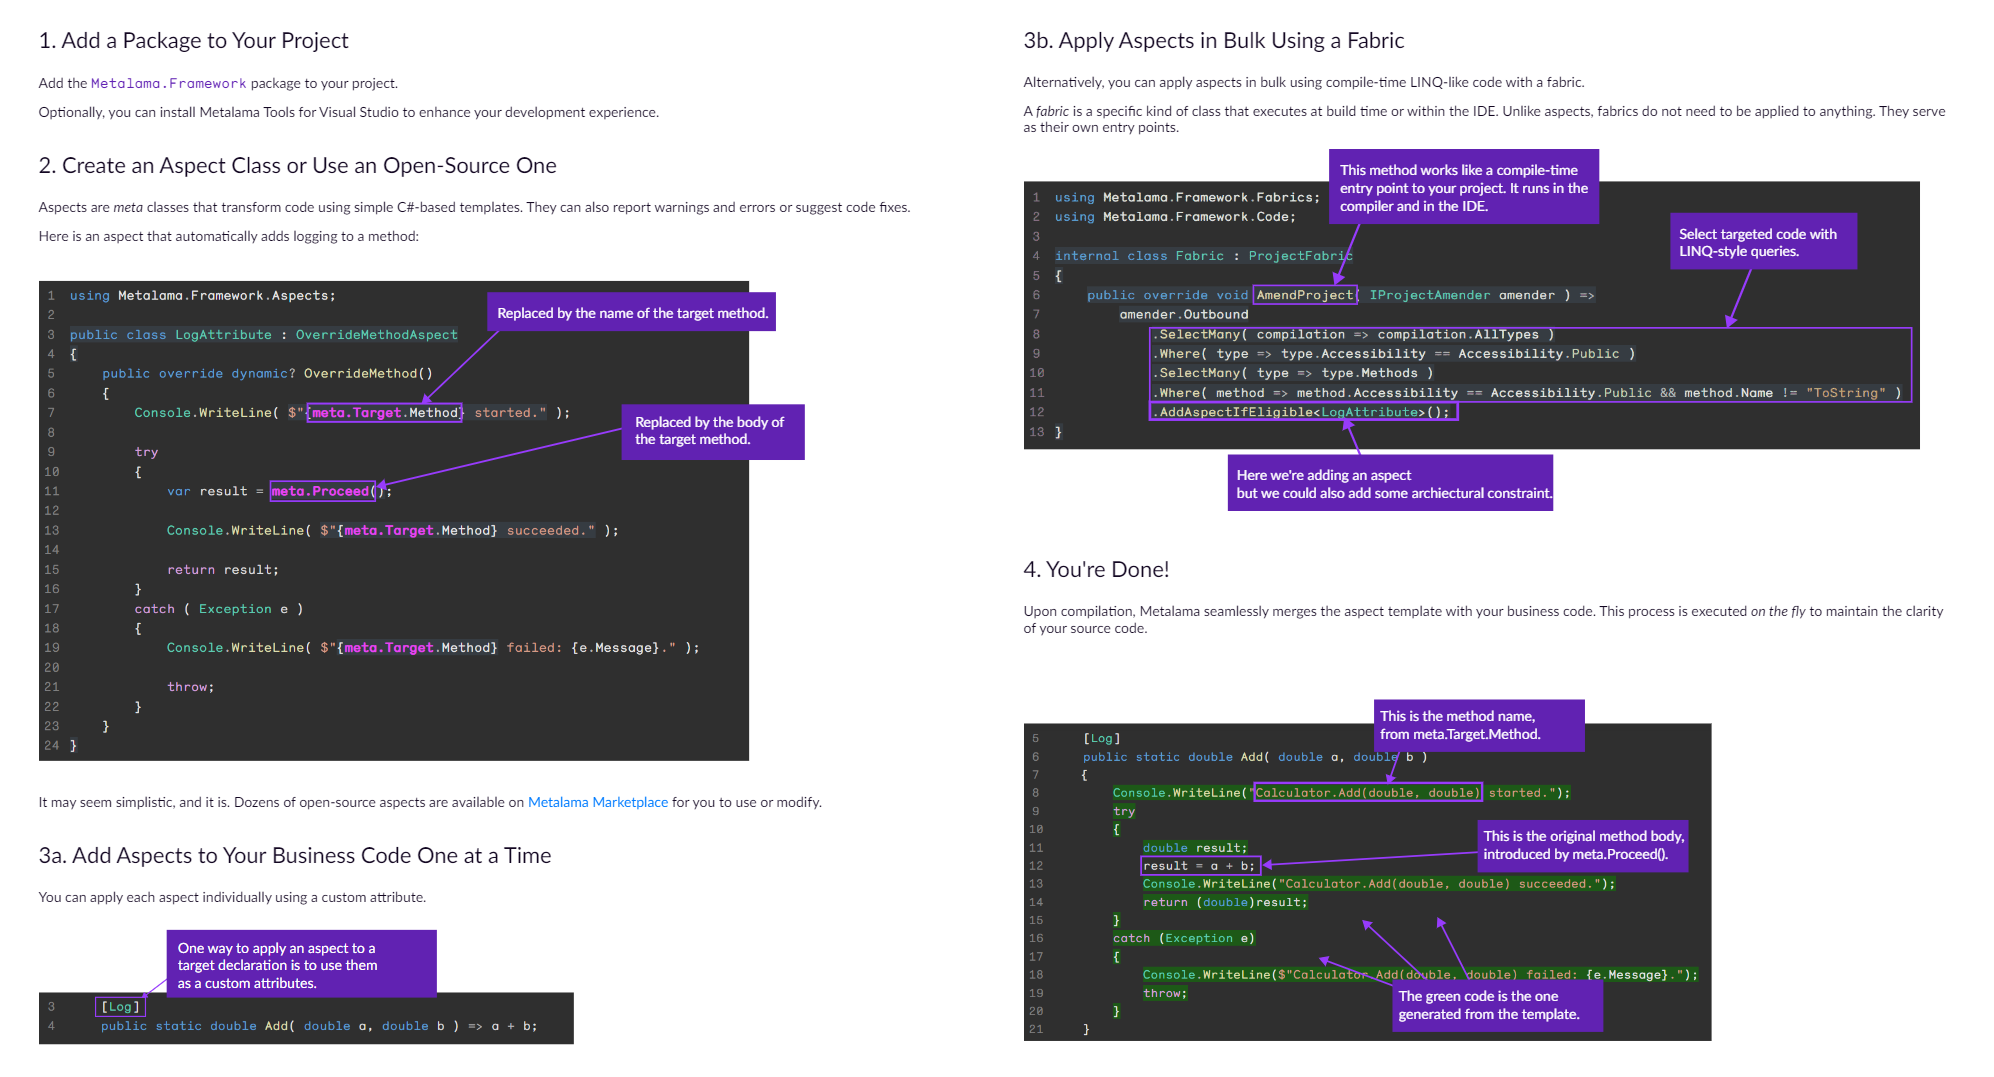 1. Add a Package to Your Project
Add the Metalama.Framework package to your project.
Optionally, you can install Metalama Tools for Visual Studio to enhance your development experience.
2. Create an Aspect Class or Use an Open-Source One
Aspects are meta classes that transform code using simple C#-based templates. They can also report warnings and errors or suggest code fixes.
Here is an aspect that automatically adds logging to a method:
1 using Metalama.Framework.Aspects;
Replaced by the name of the target method.
2
3 public class LogAttribute : OverrideMethodAspect
4 {
5 public override dynamic? OverrideMethod()
6 {
7 Console.WriteLine( $"{meta.Target.Method} started." );
Replaced by the body of
the target method.
8
9 try
10 {
11 var result = meta.Proceed();
12
13 Console.WriteLine( $"{meta.Target.Method} succeeded." );
14
15 return result;
16 }
17 catch ( Exception e )
18 {
19 Console.WriteLine( $"{meta.Target.Method} failed: {e.Message}." );
20
21 throw;
22 }
23 }
24 }
It may seem simplistic, and it is. Dozens of open-source aspects are available on Metalama Marketplace for you to use or modify.
3a. Add Aspects to Your Business Code One at a Time
You can apply each aspect individually using a custom attribute.
One way to apply an aspect to a
target declaration is to use them
as a custom attributes.
3 [Log]
4 public static double Add( double a, double b ) => a + b;
3b. Apply Aspects in Bulk Using a Fabric
Alternatively, you can apply aspects in bulk using compile-time LINQ-like code with a fabric.
A fabric is a specific kind of class that executes at build time or within the IDE. Unlike aspects, fabrics do not need to be applied to anything. They serve
as their own entry points.
This method works like a compile-time
entry point to your project. It runs in the
compiler and in the IDE.
1 using Metalama.Framework.Fabrics;
2 using Metalama.Framework.Code;
3
Select targeted code with
LINQ-style queries.
4 internal class Fabric : ProjectFabric
5 {
6 public override void AmendProject( IProjectAmender amender ) =>
7 amender.Outbound
8 .SelectMany( compilation => compilation.AllTypes )
9 .Where( type => type.Accessibility == Accessibility.Public )
10 .SelectMany( type => type.Methods )
11 .Where( method => method.Accessibility == Accessibility.Public && method.Name != "ToString" )
12 .AddAspectIfEligible<LogAttribute>();
13 }
Here we're adding an aspect
but we could also add some archiectural constraint.
4. You're Done!
Upon compilation, Metalama seamlessly merges the aspect template with your business code. This process is executed on the fly to maintain the clarity
of your source code.
This is the method name,
from meta.Target.Method.
5 [Log]
6 public static double Add( double a, double b )
7 {
8 Console.WriteLine("Calculator.Add(double, double) started.");
9 try
10 {
11 double result;
This is the original method body,
introduced by meta.Proceed().
12 result = a + b;
13 Console.WriteLine("Calculator.Add(double, double) succeeded.");
14 return (double)result;
15 }
16 catch (Exception e)
17 {
18 Console.WriteLine($"Calculator.Add(double, double) failed: {e.Message}.");
19 throw;
The green code is the one
generated from the template.
20 }
21 }